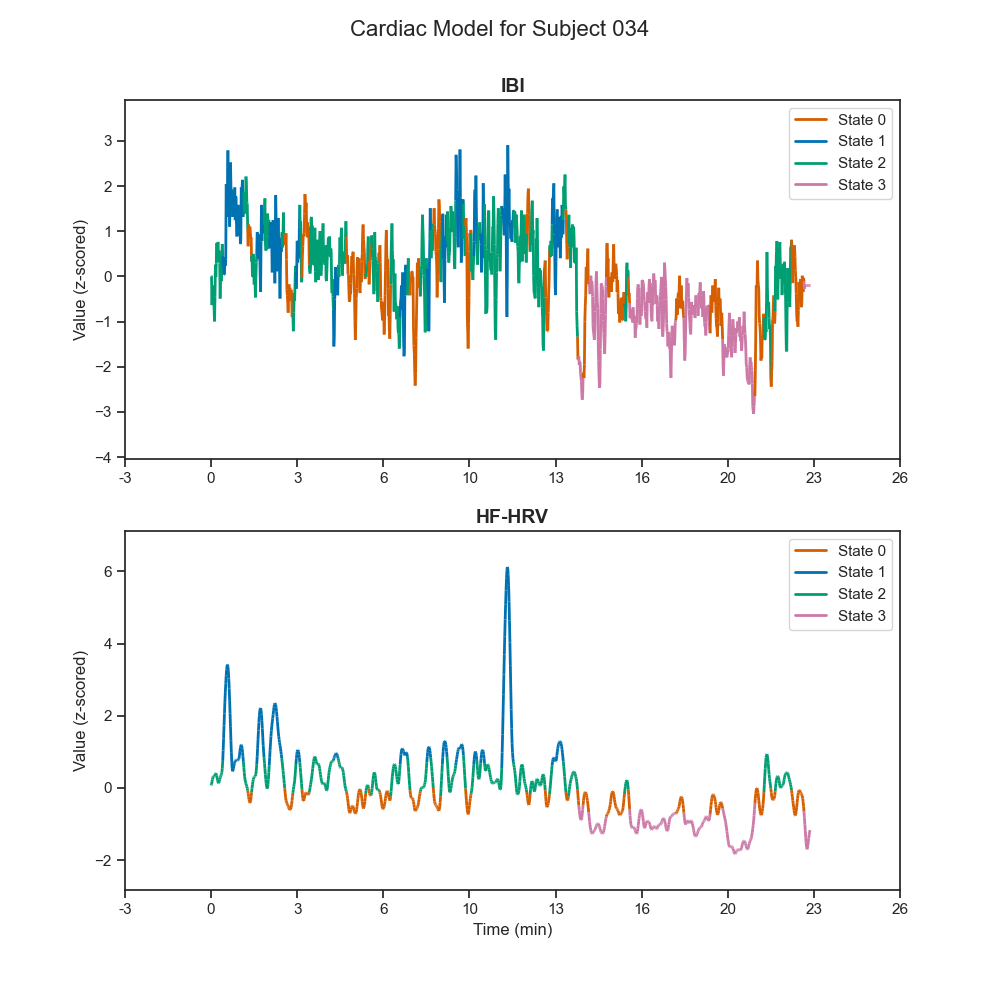 Cardiac Model for Subject 034
IBI
State 0
State 1
State 2
State 3
Value (z-scored)
3
2
1
0
−1
−2
−3
−4
-3 0 3 6 10 13 16 20 23 26
HF-HRV
State 0
State 1
State 2
State 3
Value (z-scored)
6
4
2
0
−2
-3 0 3 6 10 13 16 20 23 26
Time (min)